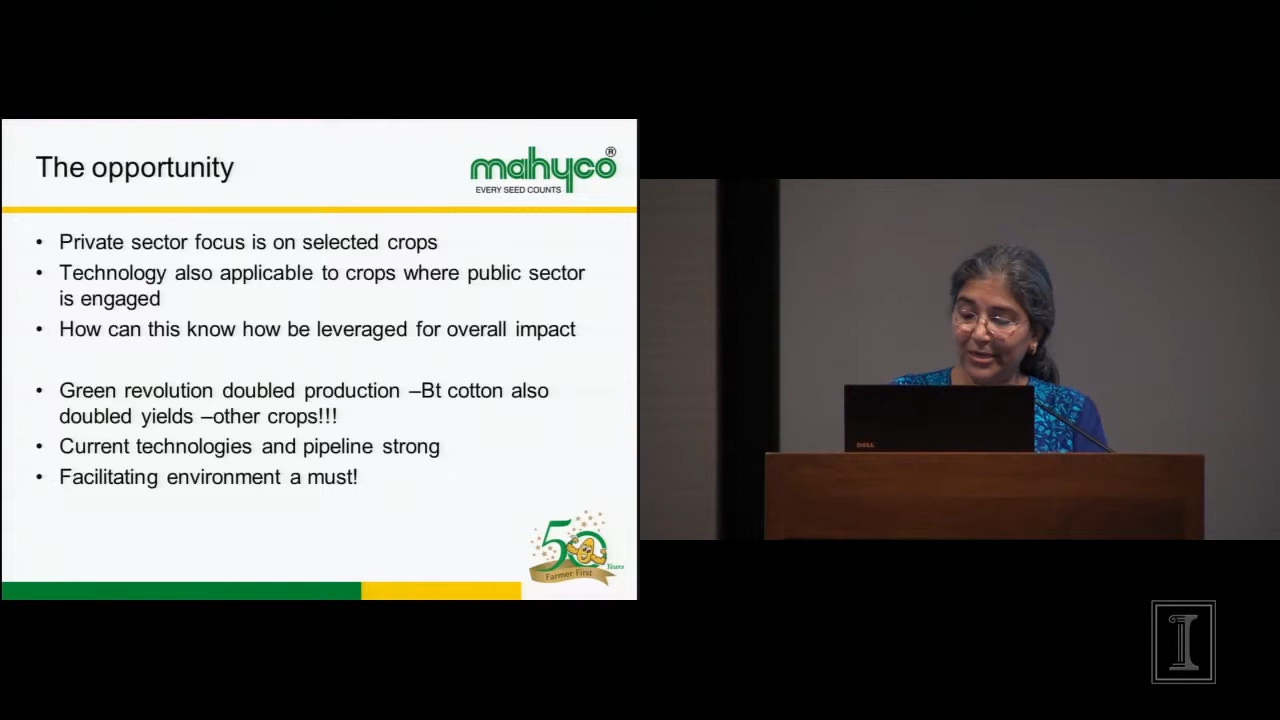 The opportunity
mahyco®
EVERY SEED COUNTS
• Private sector focus is on selected crops
• Technology also applicable to crops where public sector
is engaged
• How can this know how be leveraged for overall impact
• Green revolution doubled production –Bt cotton also
doubled yields –other crops!!!
• Current technologies and pipeline strong
• Facilitating environment a must!
50
Years
Farmer First
DELL
I